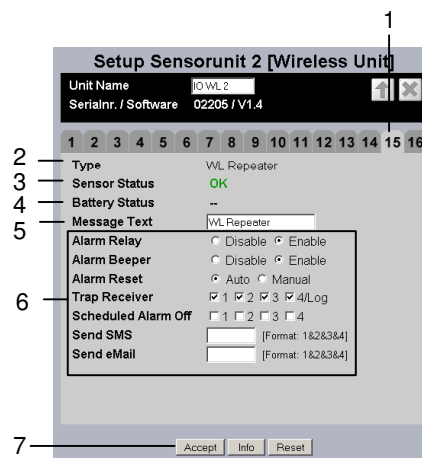 1
Setup Sensorunit 2 [Wireless Unit]
Unit Name IO WL 2
Serialnr. / Software 02205 / V1.4
1 2 3 4 5 6 7 8 9 10 11 12 13 14 15 16
2 Type WL Repeater
3 Sensor Status OK
4 Battery Status --
5 Message Text WL Repeater
Alarm Relay Disable Enable
Alarm Beeper Disable Enable
Alarm Reset Auto Manual
6 Trap Receiver 1 2 3 4/Log
Scheduled Alarm Off 1 2 3 4
Send SMS [Format: 1&2&3&4]
Send eMail [Format: 1&2&3&4]
7 Accept Info Reset